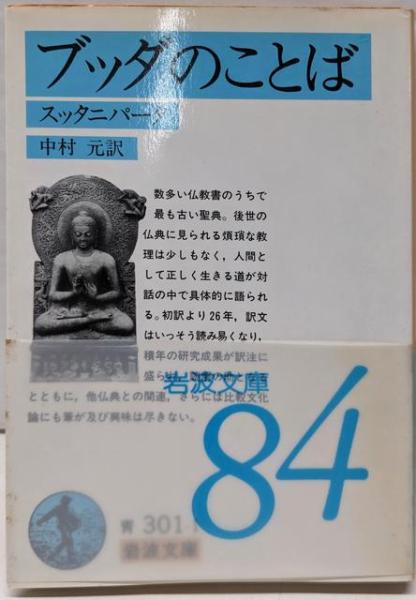 ブッダのことば
スッタニパータ
中村 元訳
数多い仏教書のうちで
最も古い聖典。後世の
仏典に見られる煩瑣な教
理は少しもなく，人間と
して正しく生きる道が対
話の中で具体的に語られ
る。初訳より26年，訳文
はいっそう読み易くなり，
積年の研究成果が訳注に
盛ら
とともに，他仏典との関連，さらには比較文化
論にも筆が及び興味は尽きない。
岩波文庫
84
青 301-1
岩波文庫